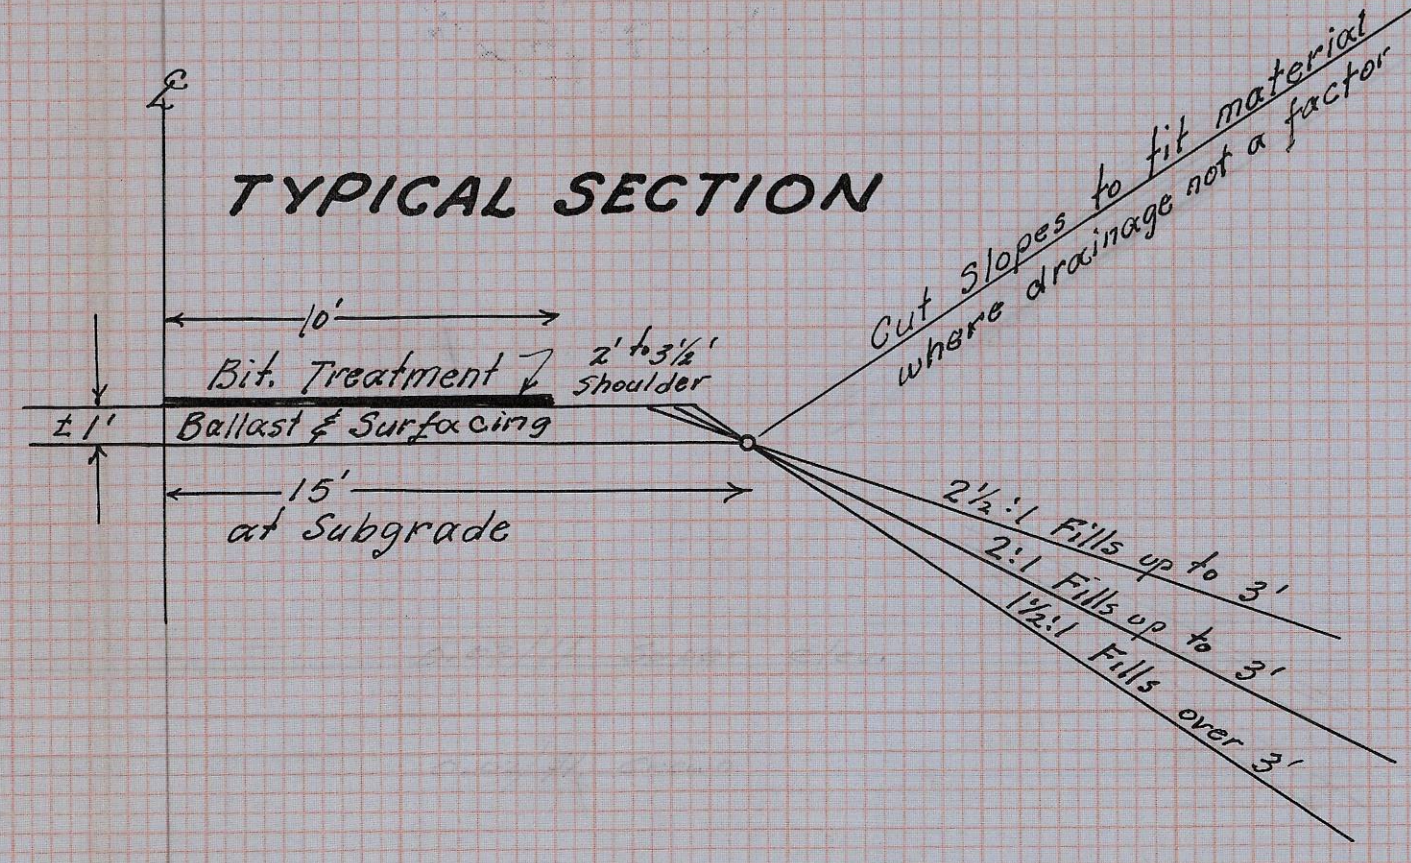 ℄
TYPICAL SECTION
Cut Slopes to fit material
where drainage not a factor
10'
Bit. Treatment
2' to 3½'
shoulder
± 1'
Ballast & Surfacing
15'
at Subgrade
2½:1 Fills up to 3'
2:1 Fills up to 3'
1½:1 Fills over 3'